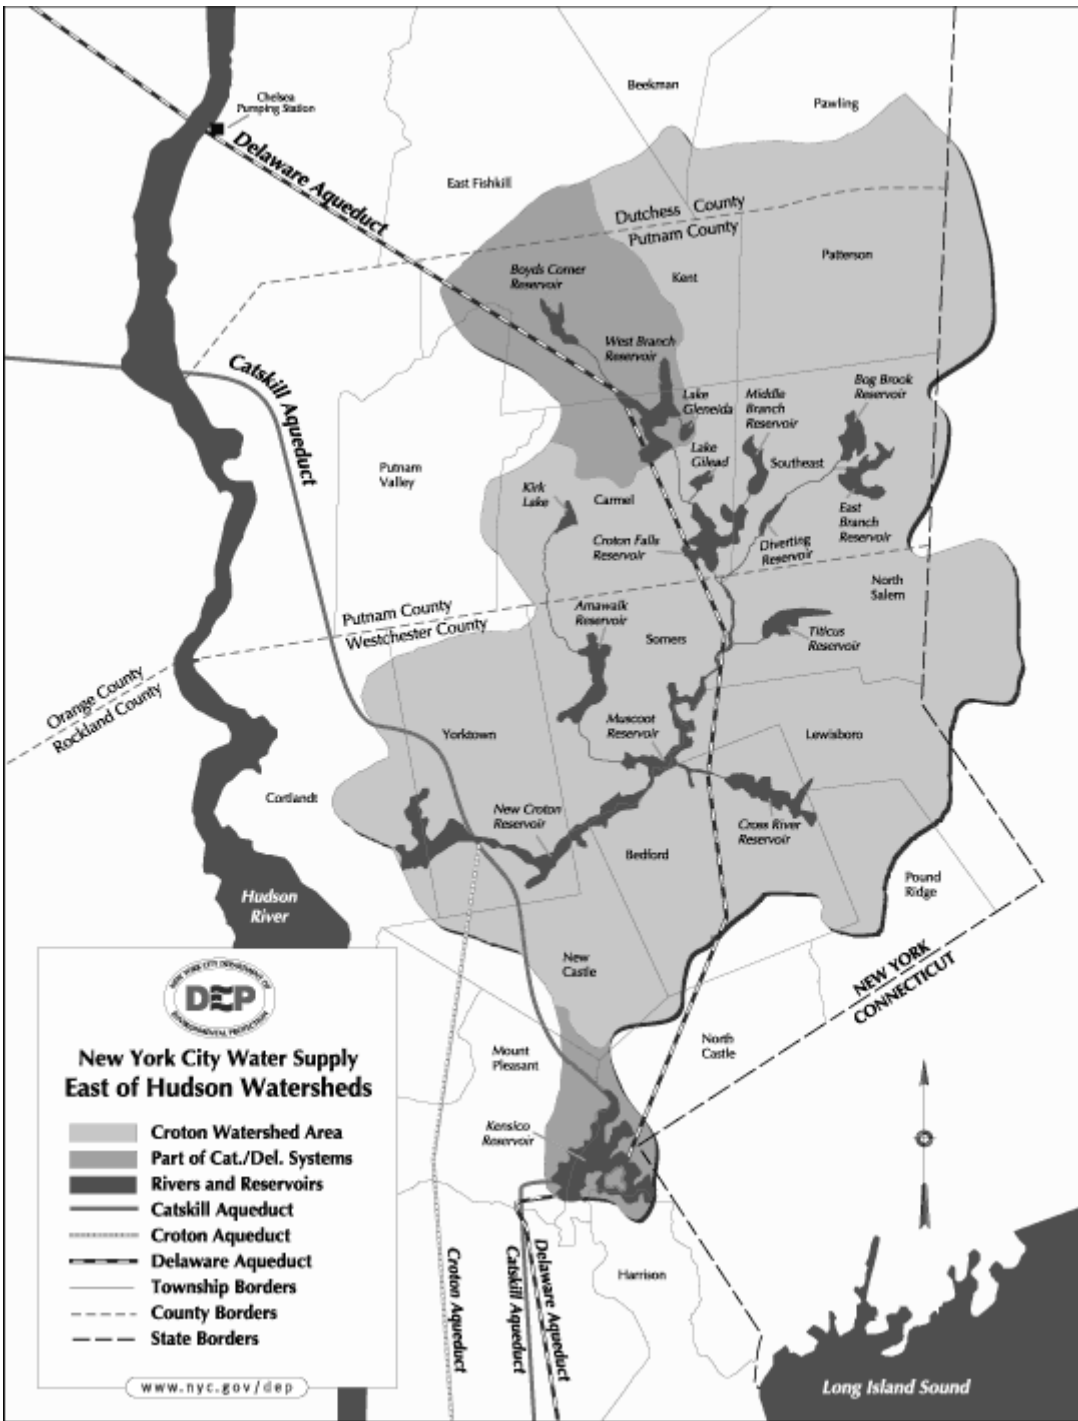 Beekman
Pawling
Chelsea
Pumping Station
Delaware Aqueduct
East Fishkill
Dutchess County
Putnam County
Patterson
Boyds Corner
Reservoir
Kent
West Branch
Reservoir
Catskill Aqueduct
Lake
Gleneida
Middle
Branch
Reservoir
Bog Brook
Reservoir
Putnam
Valley
Lake
Gilead
Southeast
Kirk
Lake
Carmel
East
Branch
Reservoir
Croton Falls
Reservoir
Diverting
Reservoir
North
Salem
Putnam County
Westchester County
Amawalk
Reservoir
Somers
Titicus
Reservoir
Orange County
Rockland County
Yorktown
Muscoot
Reservoir
Lewisboro
Cortlandt
New Croton
Reservoir
Cross River
Reservoir
Bedford
Pound
Ridge
Hudson
River
New
Castle
NEW YORK
CONNECTICUT
North
Castle
Mount
Pleasant
Kensico
Reservoir
Harrison
Croton Aqueduct
Catskill Aqueduct
Delaware Aqueduct
Long Island Sound
NEW YORK CITY DEPARTMENT OF
DEP
ENVIRONMENTAL PROTECTION
New York City Water Supply
East of Hudson Watersheds
Croton Watershed Area
Part of Cat./Del. Systems
Rivers and Reservoirs
Catskill Aqueduct
Croton Aqueduct
Delaware Aqueduct
Township Borders
County Borders
State Borders
www.nyc.gov/dep